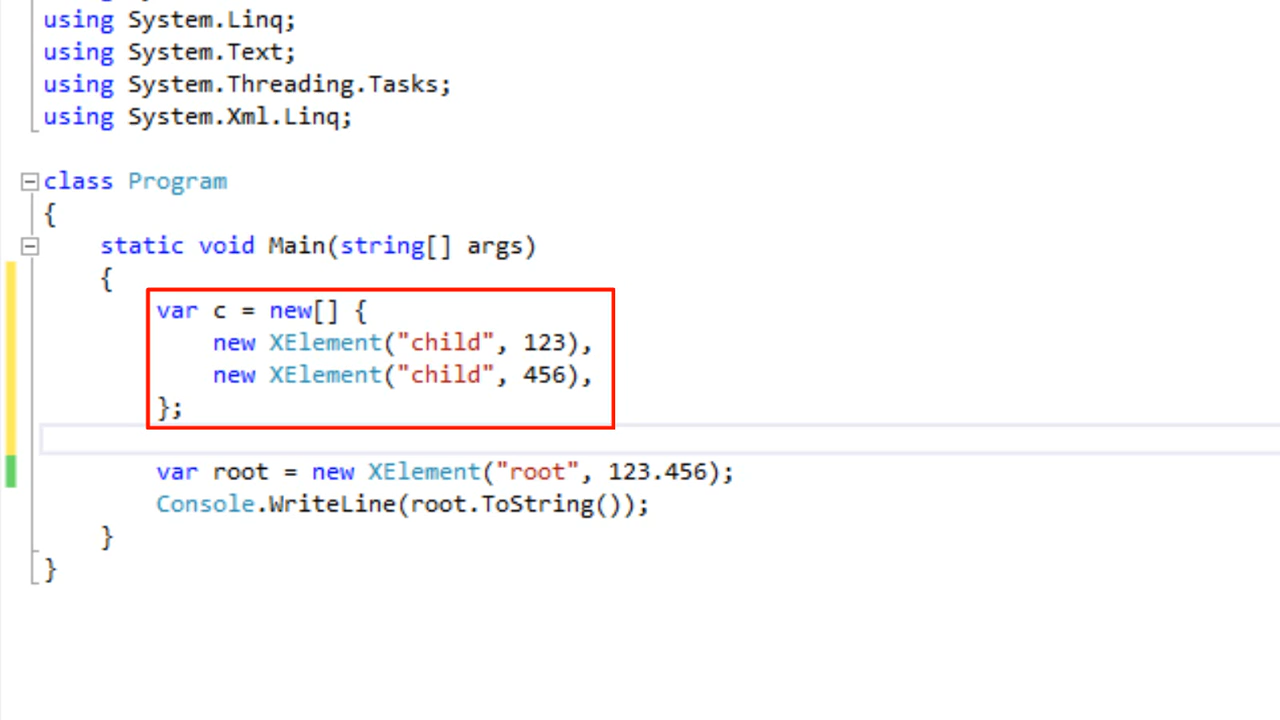 using System.Linq;
using System.Text;
using System.Threading.Tasks;
using System.Xml.Linq;
class Program
{
static void Main(string[] args)
{
var c = new[] {
new XElement("child", 123),
new XElement("child", 456),
};
var root = new XElement("root", 123.456);
Console.WriteLine(root.ToString());
}
}